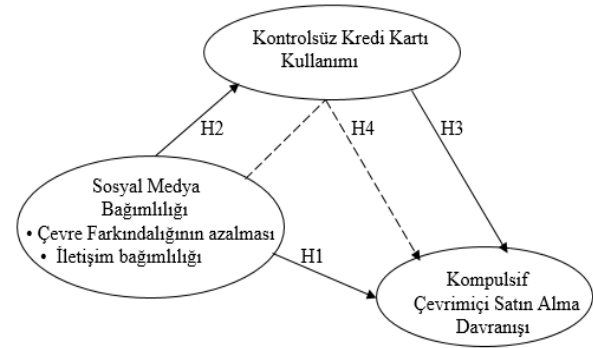 Kontrolsüz Kredi Kartı
Kullanımı
H2
H4
H3
Sosyal Medya
Bağımlılığı
• Çevre Farkındalığının azalması
• İletişim bağımlılığı
H1
Kompulsif
Çevrimiçi Satın Alma
Davranışı